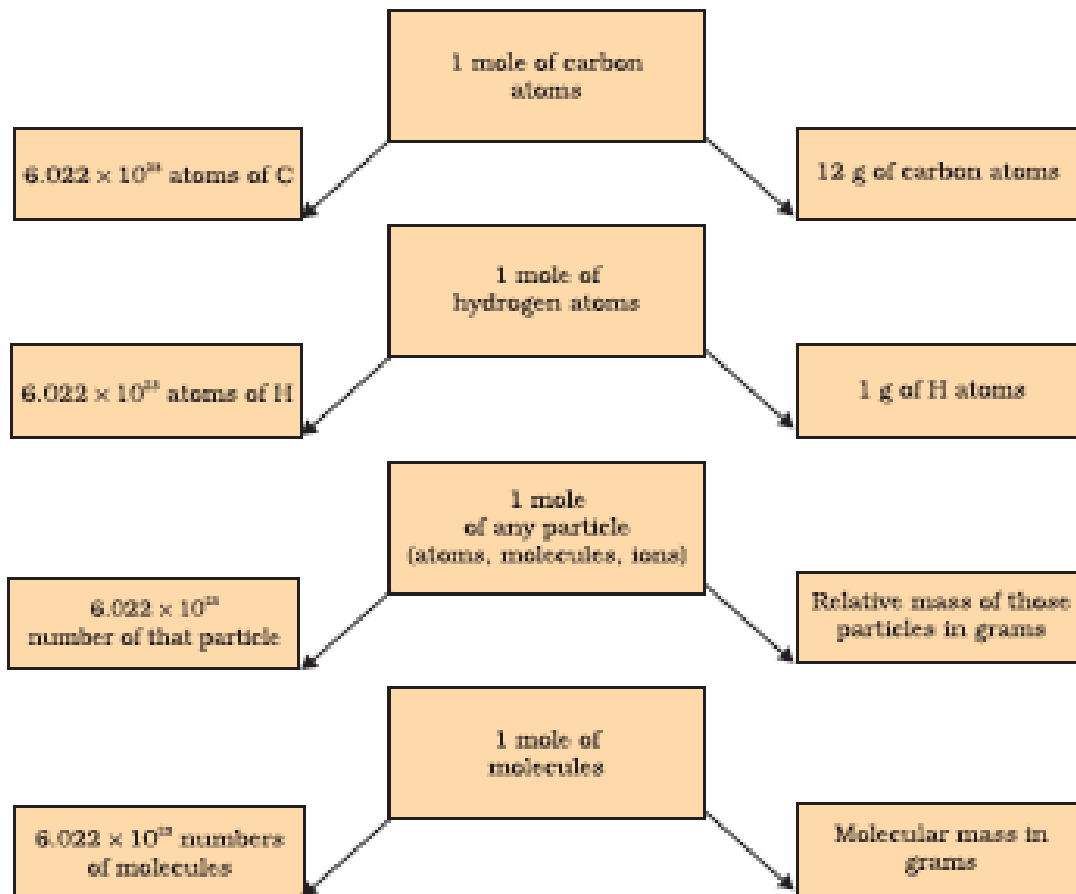 1 mole of carbon
atoms
6.022 × 10²³ atoms of C
12 g of carbon atoms
1 mole of
hydrogen atoms
6.022 × 10²³ atoms of H
1 g of H atoms
1 mole
of any particle
(atoms, molecules, ions)
6.022 × 10²³
number of that particle
Relative mass of those
particles in grams
1 mole of
molecules
6.022 × 10²³ numbers
of molecules
Molecular mass in
grams